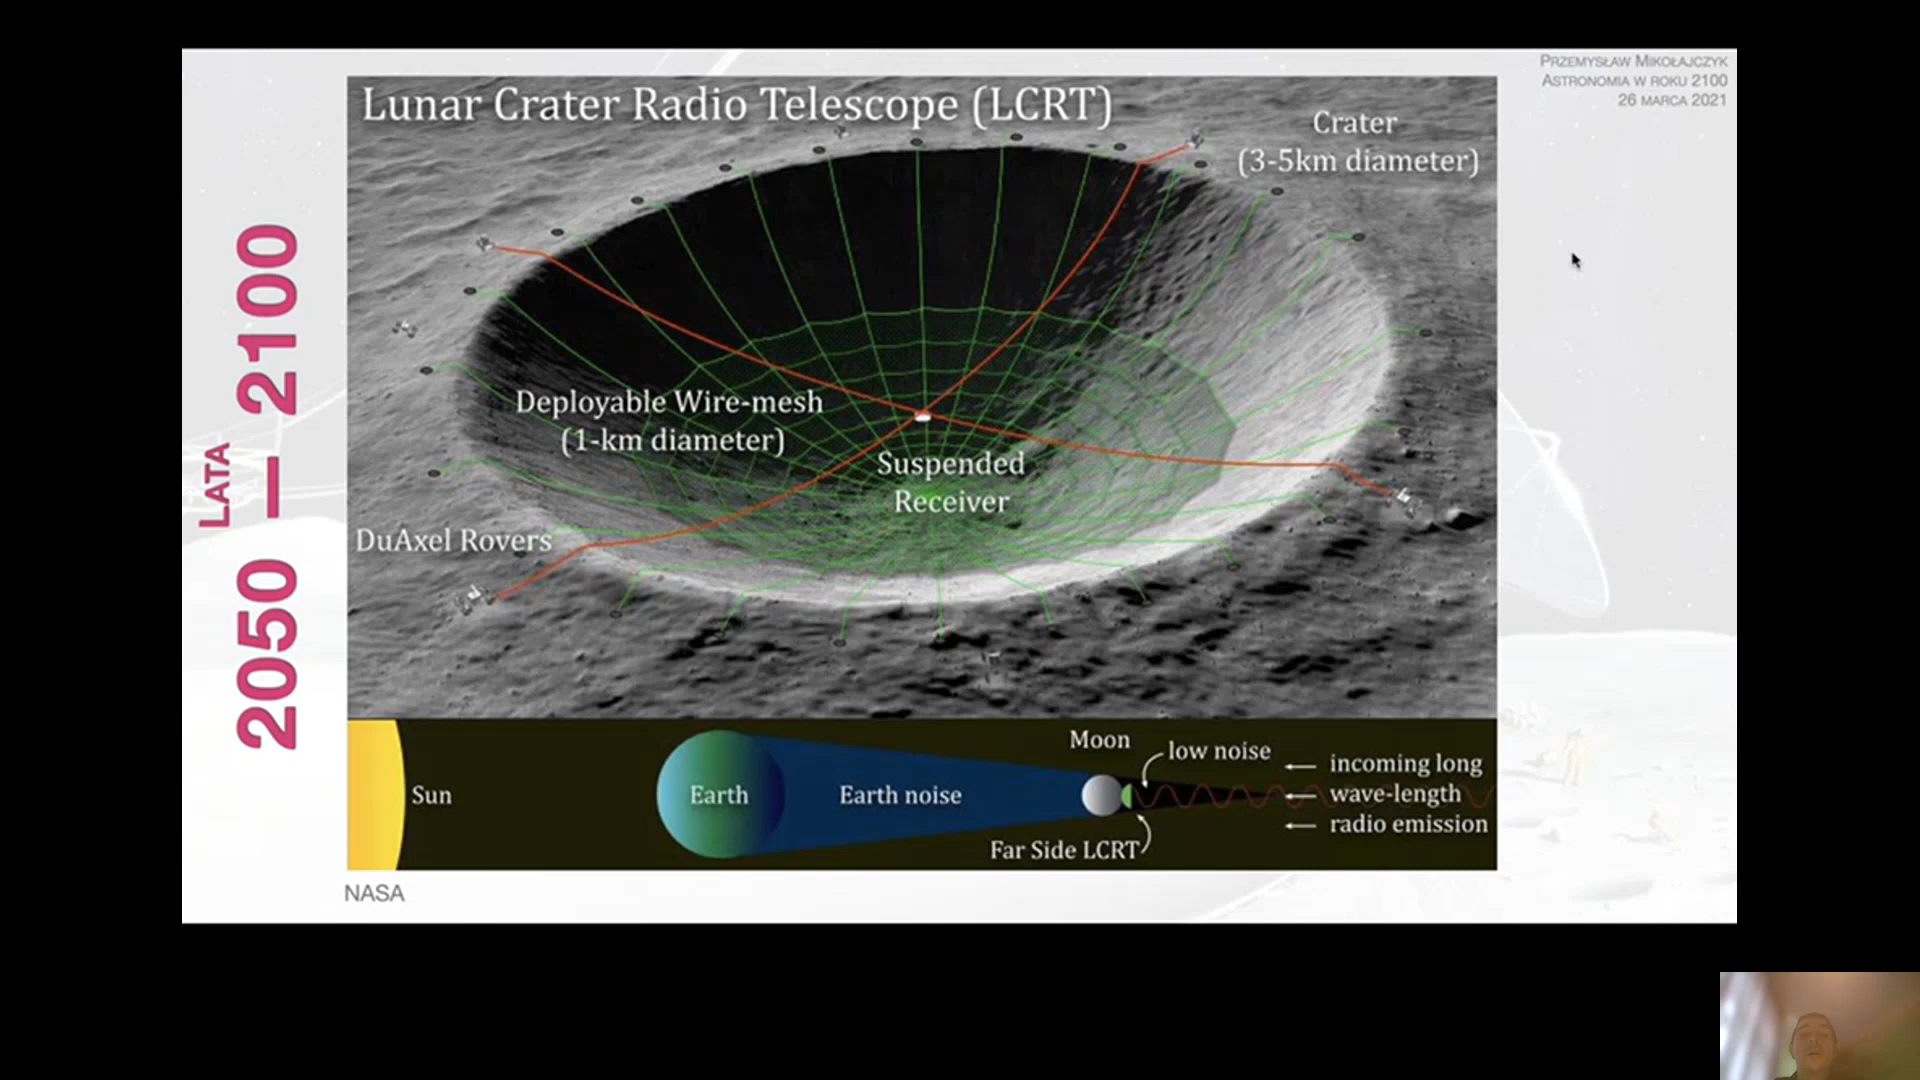 PRZEMYSŁAW MIKOŁAJCZYK
ASTRONOMIA W ROKU 2100
26 MARCA 2021
LATA
2050 — 2100
Lunar Crater Radio Telescope (LCRT)
Crater
(3-5km diameter)
Deployable Wire-mesh
(1-km diameter)
Suspended
Receiver
DuAxel Rovers
Sun
Earth
Earth noise
Moon
low noise
Far Side LCRT
incoming long
wave-length
radio emission
NASA